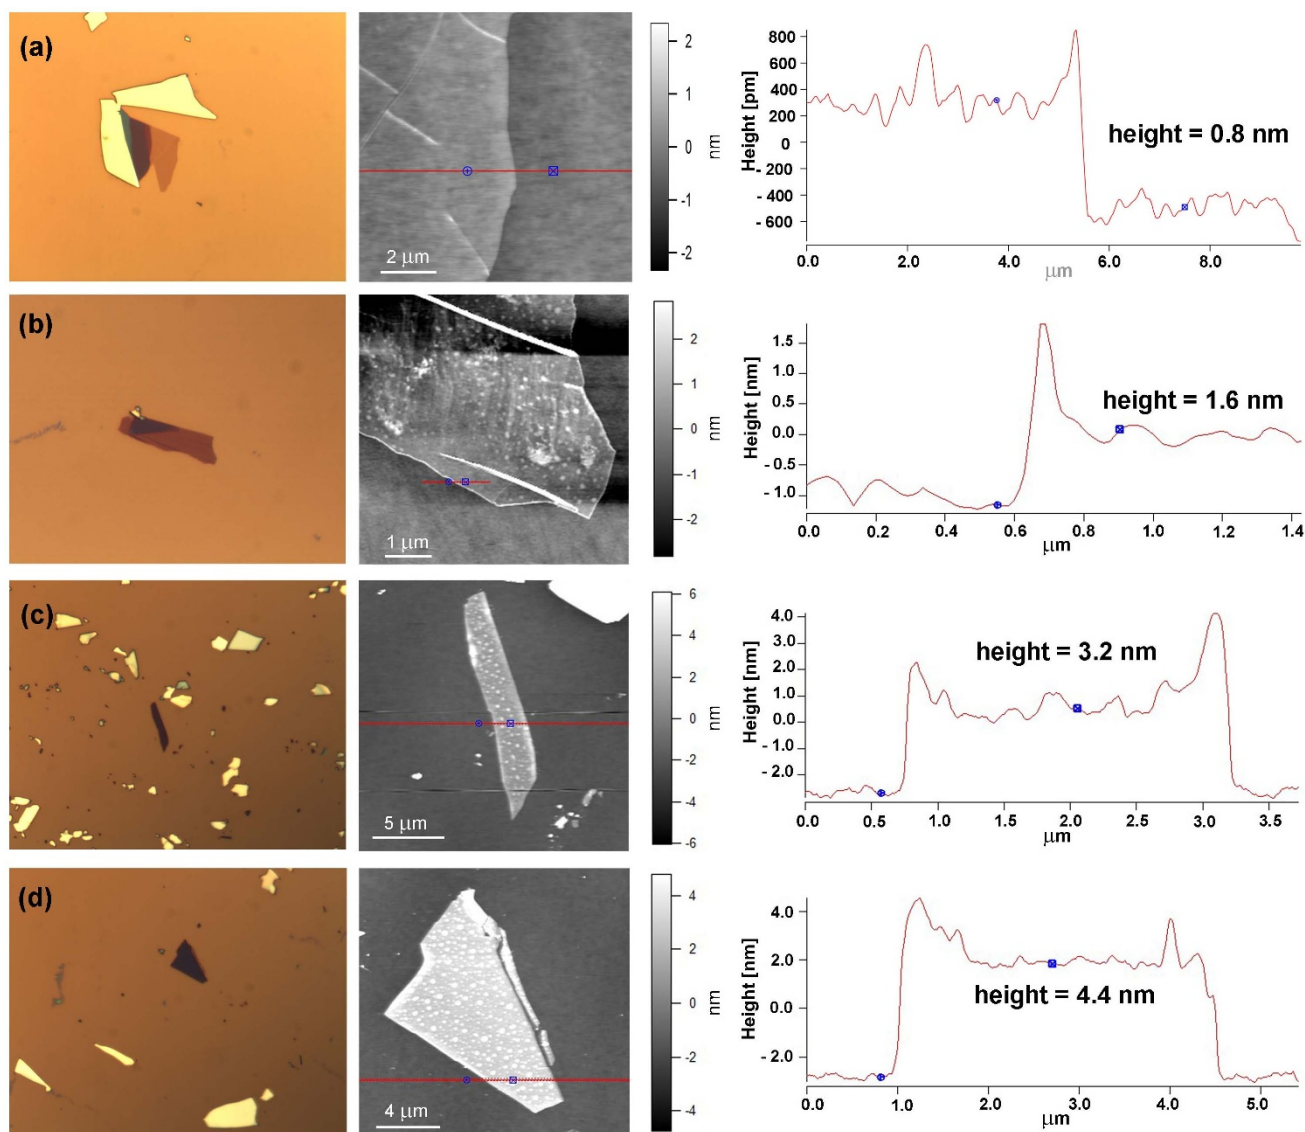 (a)
2 μm
2
1
0
-1
-2
nm
Height [pm]
800
600
400
200
0
- 200
- 400
- 600
height = 0.8 nm
0.0 2.0 4.0 6.0 8.0
μm
(b)
1 μm
2
1
0
-1
-2
nm
Height [nm]
1.5
1.0
0.5
0.0
- 0.5
- 1.0
height = 1.6 nm
0.0 0.2 0.4 0.6 0.8 1.0 1.2 1.4
μm
(c)
5 μm
6
4
2
0
-2
-4
-6
nm
Height [nm]
4.0
3.0
2.0
1.0
0.0
- 1.0
- 2.0
height = 3.2 nm
0.0 0.5 1.0 1.5 2.0 2.5 3.0 3.5
μm
(d)
4 μm
4
2
0
-2
-4
nm
Height [nm]
4.0
2.0
0.0
- 2.0
height = 4.4 nm
0.0 1.0 2.0 3.0 4.0 5.0
μm